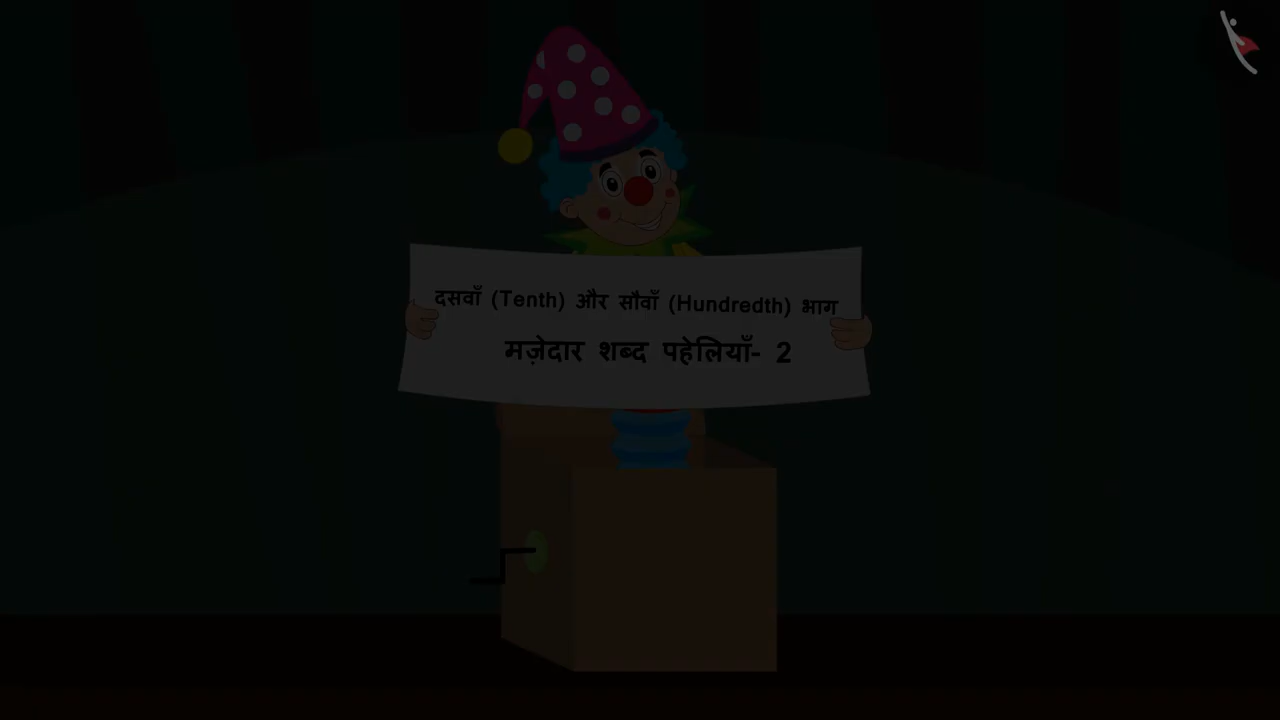 दसवाँ (Tenth) और सौवाँ (Hundredth) भाग
मज़ेदार शब्द पहेलियाँ- 2